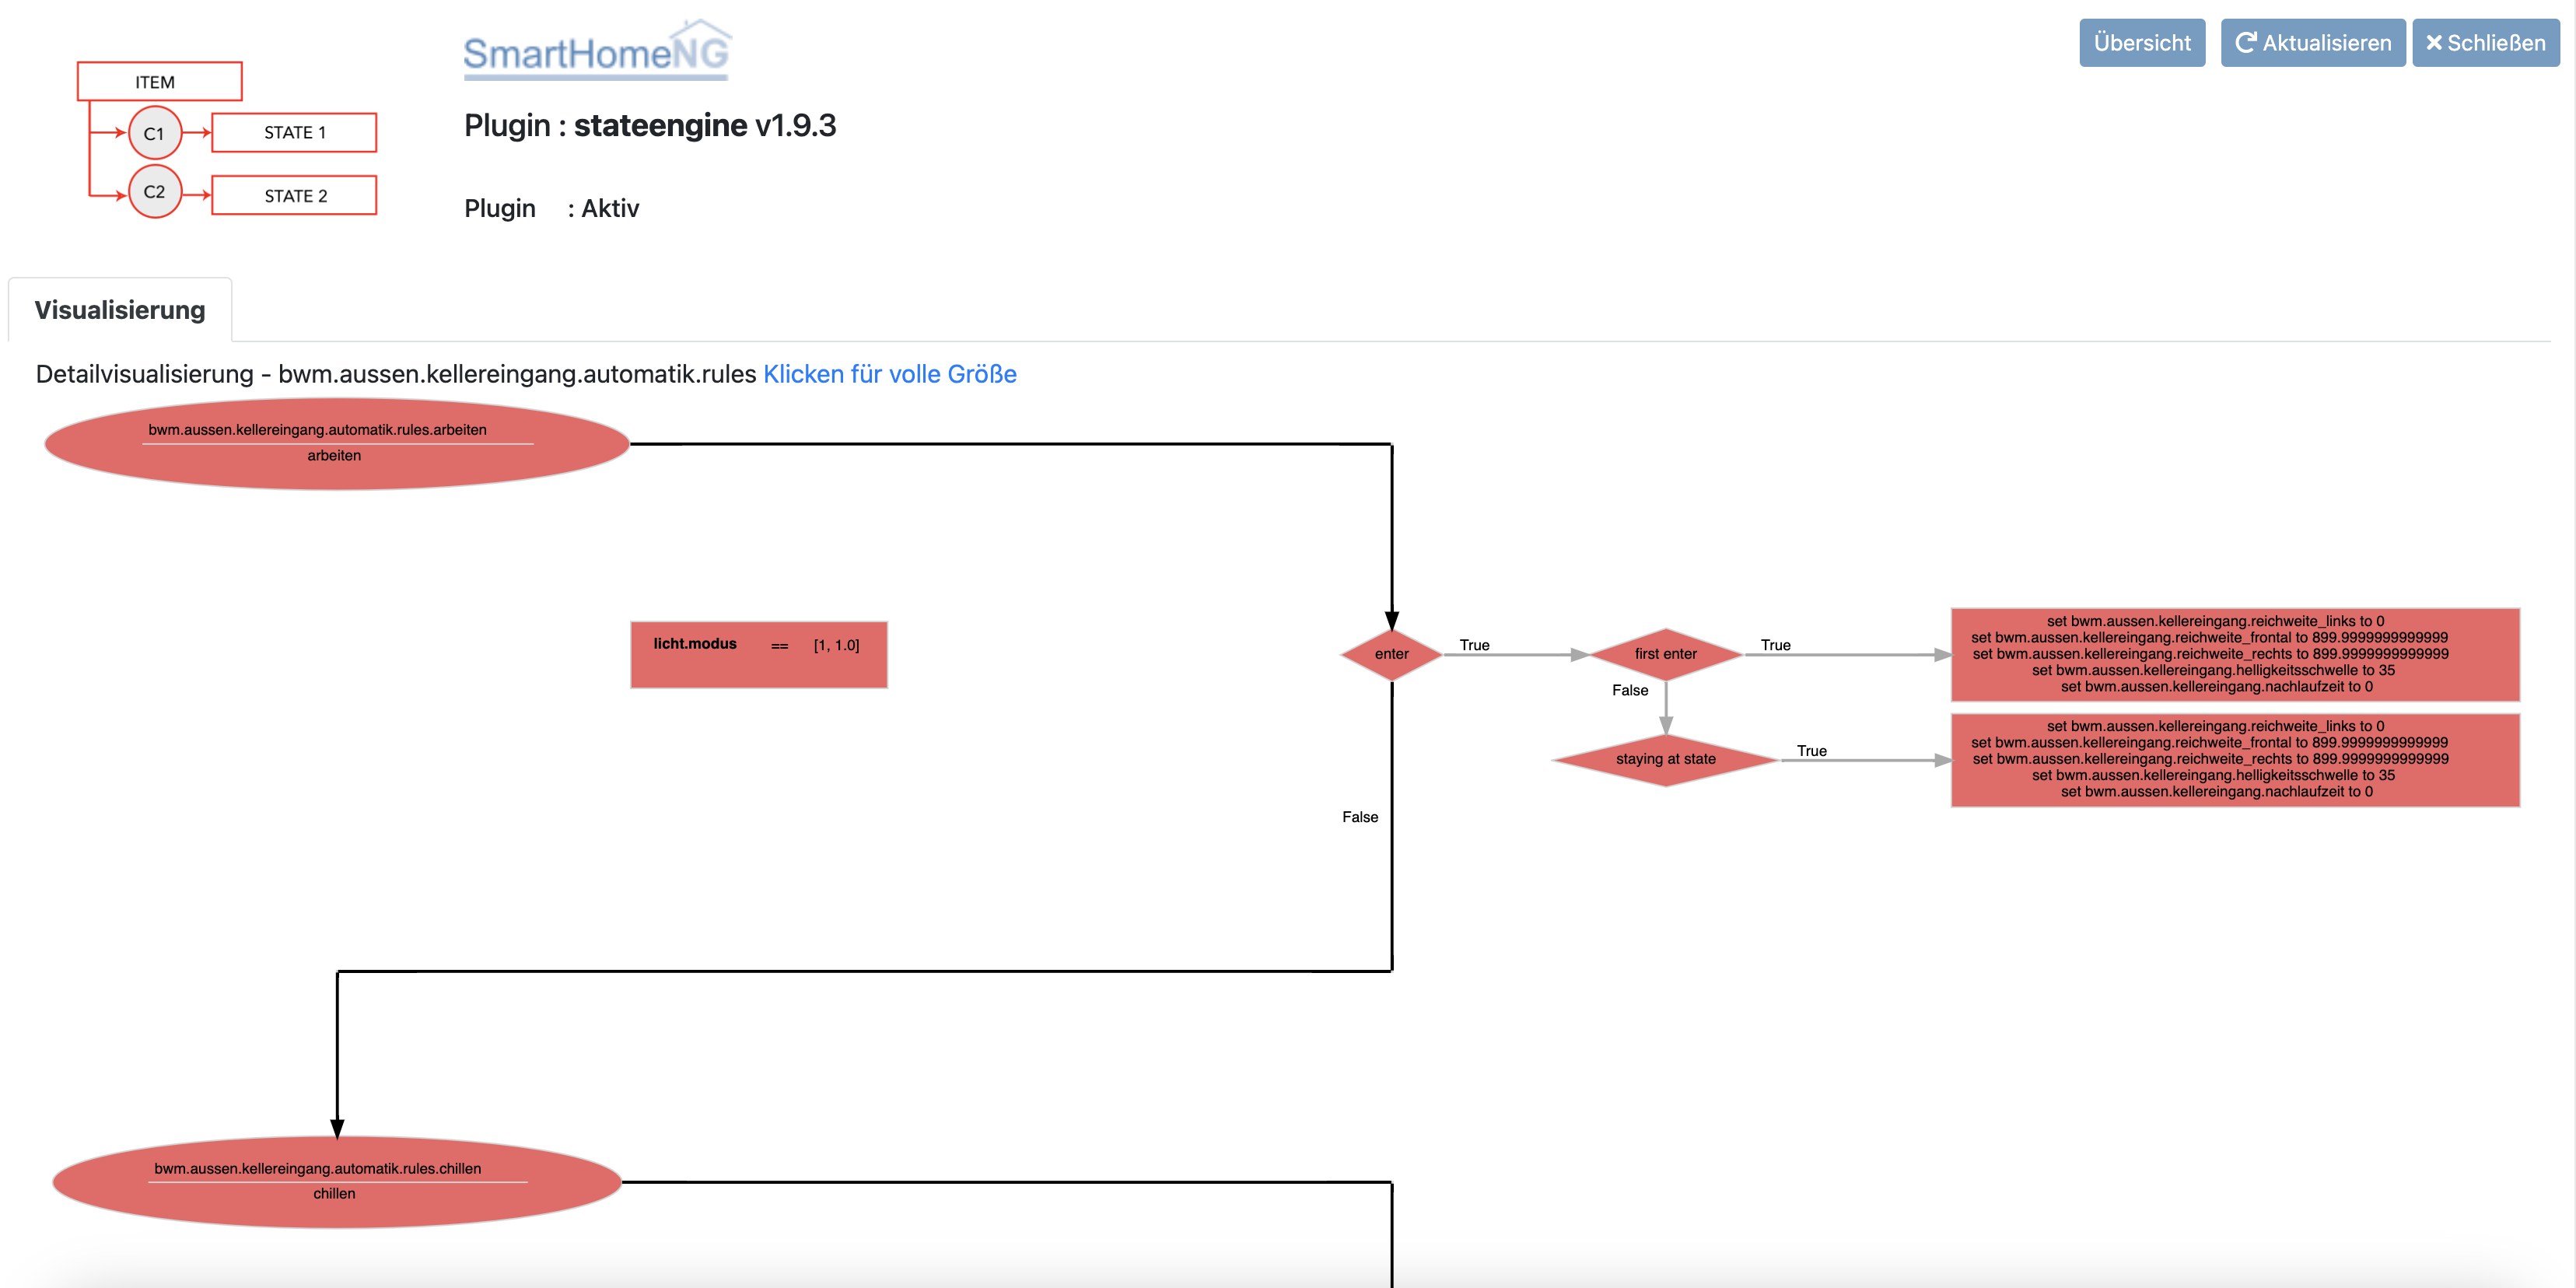 ITEM
C1
STATE 1
C2
STATE 2
SmartHomeNG
Plugin : stateengine v1.9.3
Plugin : Aktiv
Übersicht
Aktualisieren
Schließen
Visualisierung
Detailvisualisierung - bwm.aussen.kellereingang.automatik.rules Klicken für volle Größe
bwm.aussen.kellereingang.automatik.rules.arbeiten
arbeiten
licht.modus == [1, 1.0]
enter
True
first enter
True
set bwm.aussen.kellereingang.reichweite_links to 0
set bwm.aussen.kellereingang.reichweite_frontal to 899.9999999999999
set bwm.aussen.kellereingang.reichweite_rechts to 899.9999999999999
set bwm.aussen.kellereingang.helligkeitsschwelle to 35
set bwm.aussen.kellereingang.nachlaufzeit to 0
False
staying at state
True
set bwm.aussen.kellereingang.reichweite_links to 0
set bwm.aussen.kellereingang.reichweite_frontal to 899.9999999999999
set bwm.aussen.kellereingang.reichweite_rechts to 899.9999999999999
set bwm.aussen.kellereingang.helligkeitsschwelle to 35
set bwm.aussen.kellereingang.nachlaufzeit to 0
False
bwm.aussen.kellereingang.automatik.rules.chillen
chillen